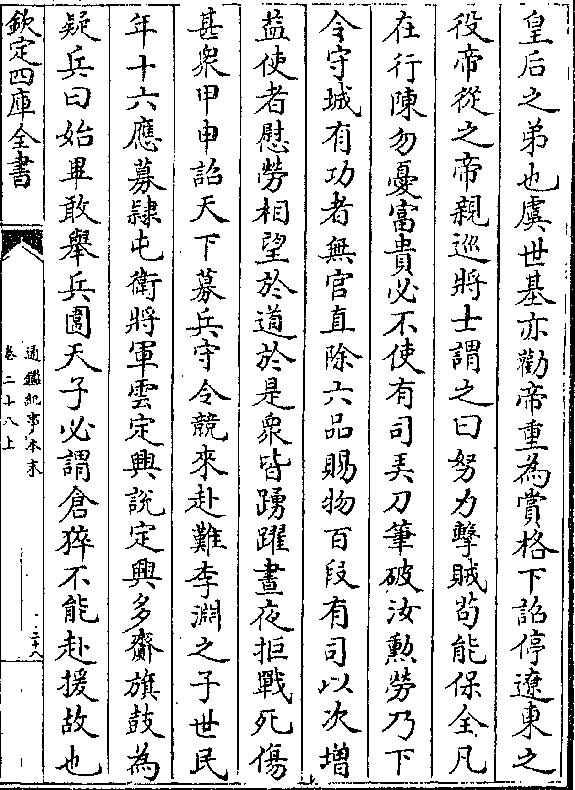 皇后之弟也虞世基亦勸帝重為賞格下詔停遼東之
役帝從之帝親巡將士謂之曰努力擊賊茍能保全凡
在行陳勿憂富貴必不使有司弄刀筆破汝勲勞乃下
令守城有功者無官直除六品賜物百段有司以次增
益使者慰勞相望於道於是衆皆踴躍晝夜拒戰死傷
甚衆甲申詔天下募兵守令競來赴難李淵之子世民
年十六應募隷屯衛將軍雲定興說定興多齎旗鼓為
疑兵曰始畢敢舉兵圍天子必謂倉猝不能赴援故也
欽定四庫全書
通鑑紀事本末
卷二十八上
二十八